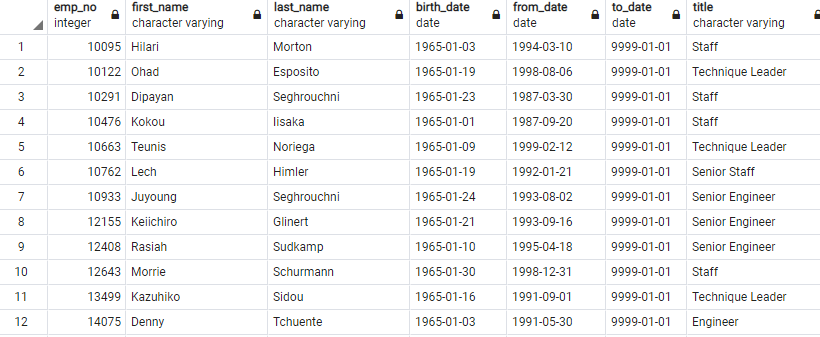 emp_no first_name last_name birth_date from_date to_date title
integer character varying character varying date date date character varying
1 10095 Hilari Morton 1965-01-03 1994-03-10 9999-01-01 Staff
2 10122 Ohad Esposito 1965-01-19 1998-08-06 9999-01-01 Technique Leader
3 10291 Dipayan Seghrouchni 1965-01-23 1987-03-30 9999-01-01 Staff
4 10476 Kokou Iisaka 1965-01-01 1987-09-20 9999-01-01 Staff
5 10663 Teunis Noriega 1965-01-09 1999-02-12 9999-01-01 Technique Leader
6 10762 Lech Himler 1965-01-19 1992-01-21 9999-01-01 Senior Staff
7 10933 Juyoung Seghrouchni 1965-01-24 1993-08-02 9999-01-01 Senior Engineer
8 12155 Keiichiro Glinert 1965-01-21 1993-09-16 9999-01-01 Senior Engineer
9 12408 Rasiah Sudkamp 1965-01-10 1995-04-18 9999-01-01 Senior Engineer
10 12643 Morrie Schurmann 1965-01-30 1998-12-31 9999-01-01 Staff
11 13499 Kazuhiko Sidou 1965-01-16 1991-09-01 9999-01-01 Technique Leader
12 14075 Denny Tchuente 1965-01-03 1991-05-30 9999-01-01 Engineer